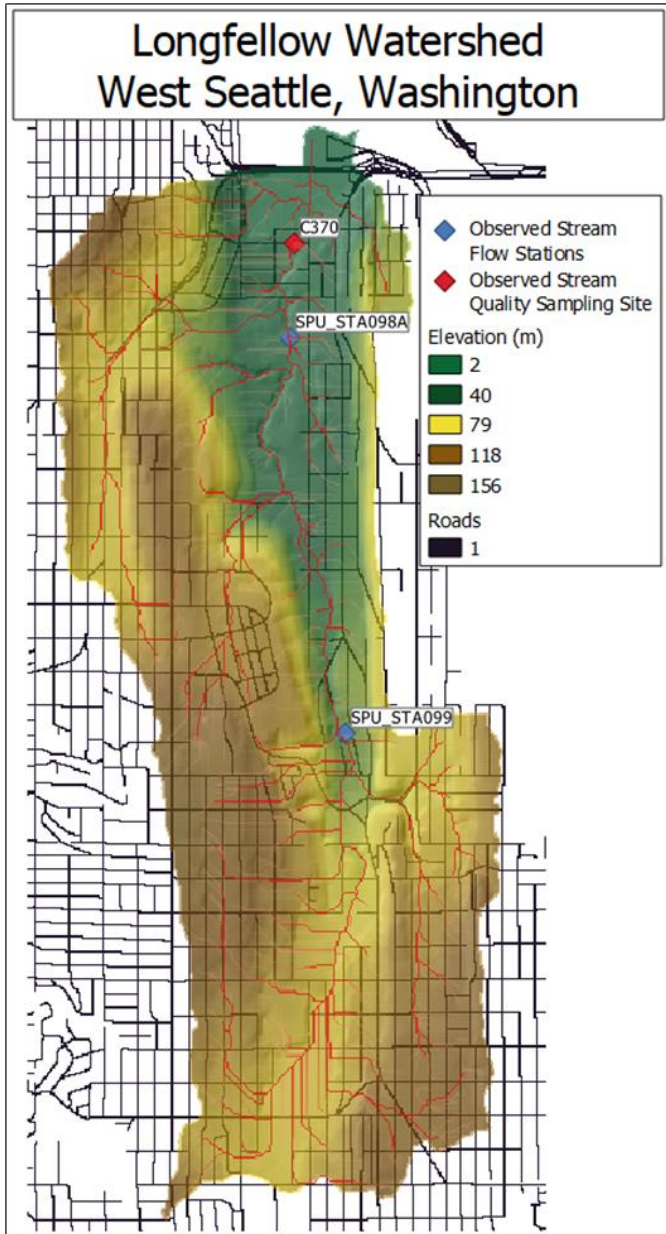 Longfellow Watershed
West Seattle, Washington
C370
SPU_STA098A
SPU_STA099
Observed Stream
Flow Stations
Observed Stream
Quality Sampling Site
Elevation (m)
2
40
79
118
156
Roads
1